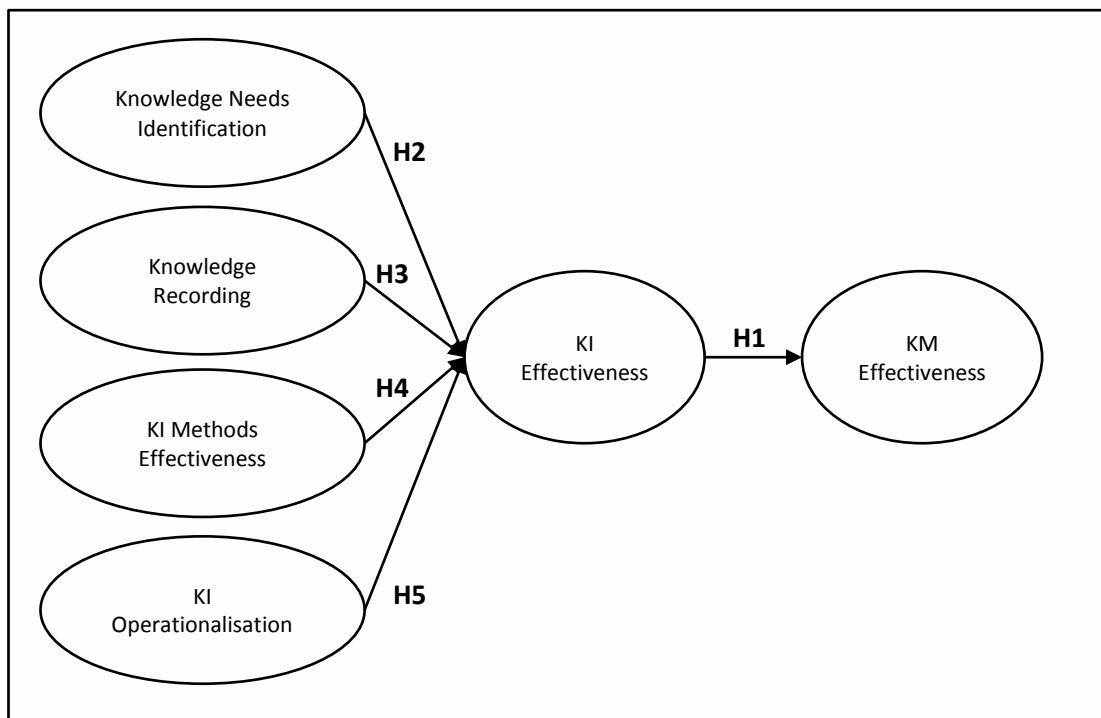 Knowledge Needs
Identification
H2
Knowledge
Recording
H3
KI
Effectiveness
H1
KM
Effectiveness
KI Methods
Effectiveness
H4
KI
Operationalisation
H5